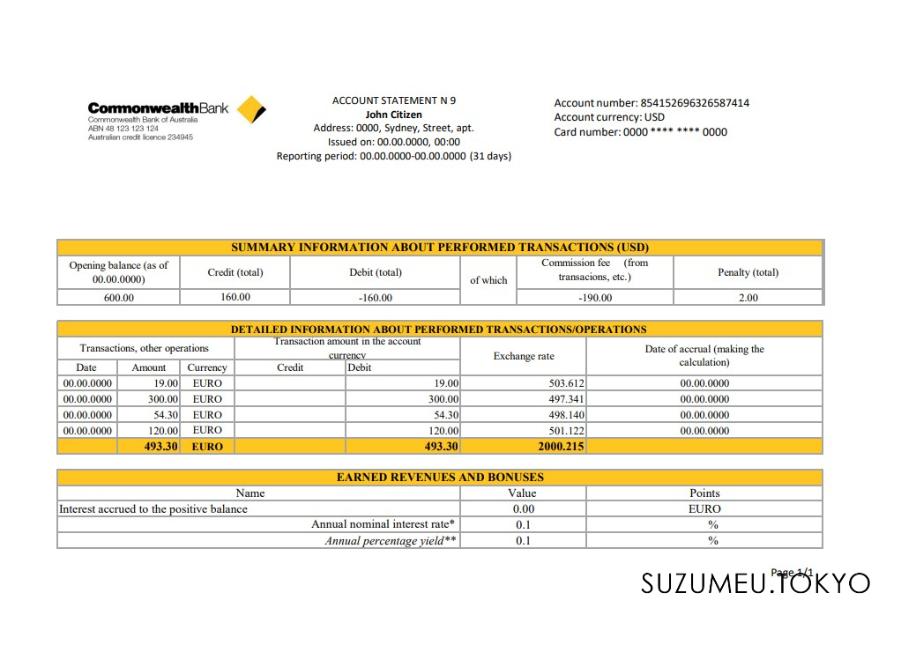 CommonwealthBank
Commonwealth Bank of Australia
ABN 48 123 123 124
Australian credit licence 234945
ACCOUNT STATEMENT N 9
John Citizen
Address: 0000, Sydney, Street, apt.
Issued on: 00.00.0000, 00:00
Reporting period: 00.00.0000-00.00.0000 (31 days)
Account number: 854152696326587414
Account currency: USD
Card number: 0000 **** **** 0000
SUMMARY INFORMATION ABOUT PERFORMED TRANSACTIONS (USD)
Opening balance (as of
00.00.0000)
Credit (total)
Debit (total)
of which
Commission fee (from
transacions, etc.)
Penalty (total)
600.00 160.00 -160.00 -190.00 2.00
DETAILED INFORMATION ABOUT PERFORMED TRANSACTIONS/OPERATIONS
Transactions, other operations
Transaction amount in the account
currency
Exchange rate
Date of accrual (making the
calculation)
Date Amount Currency Credit Debit
00.00.0000 19.00 EURO 19.00 503.612 00.00.0000
00.00.0000 300.00 EURO 300.00 497.341 00.00.0000
00.00.0000 54.30 EURO 54.30 498.140 00.00.0000
00.00.0000 120.00 EURO 120.00 501.122 00.00.0000
493.30 EURO 493.30 2000.215
EARNED REVENUES AND BONUSES
Name Value Points
Interest accrued to the positive balance 0.00 EURO
Annual nominal interest rate* 0.1 %
Annual percentage yield** 0.1 %
Page 1/1
SUZUMEU.TOKYO